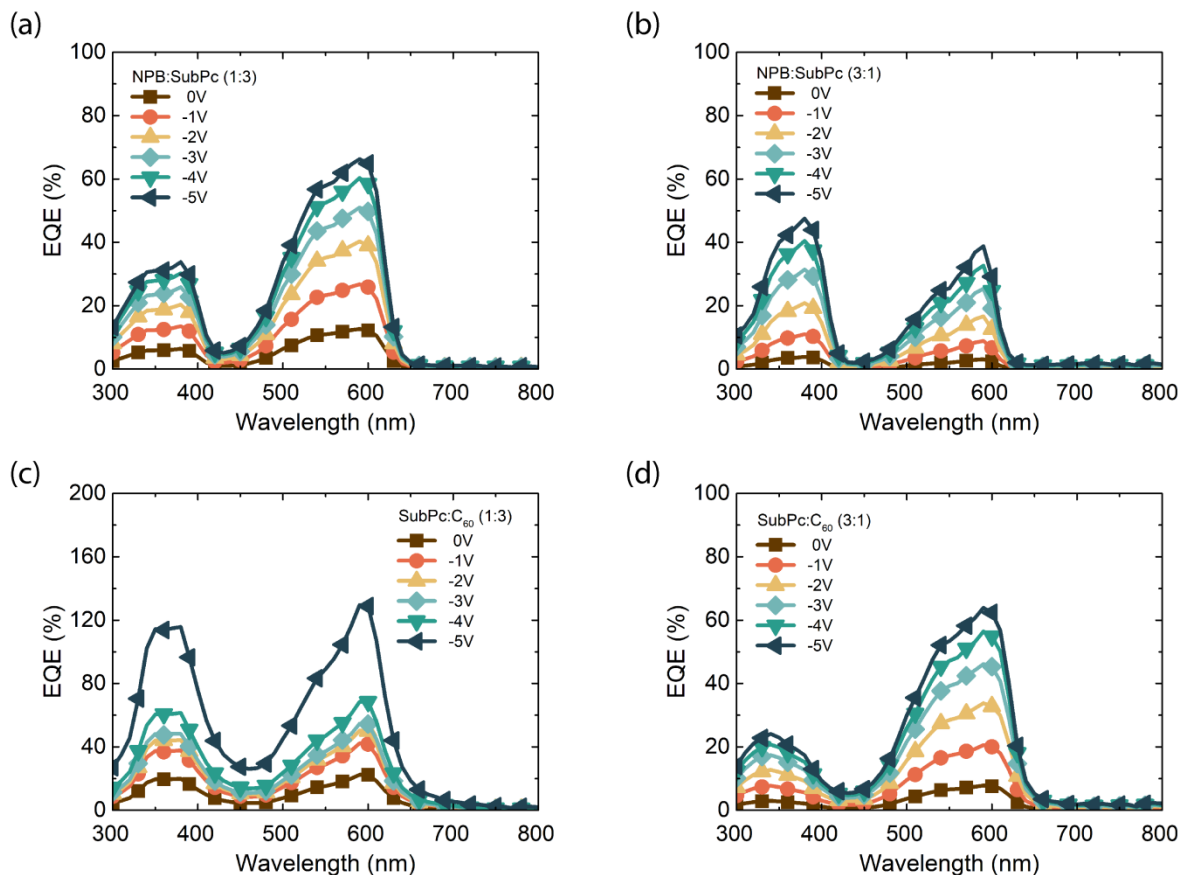 (a)
100
80
60
40
20
0
EQE (%)
NPB:SubPc (1:3)
0V
-1V
-2V
-3V
-4V
-5V
300 400 500 600 700 800
Wavelength (nm)
(b)
100
80
60
40
20
0
EQE (%)
NPB:SubPc (3:1)
0V
-1V
-2V
-3V
-4V
-5V
300 400 500 600 700 800
Wavelength (nm)
(c)
200
160
120
80
40
0
EQE (%)
SubPc:C₆₀ (1:3)
0V
-1V
-2V
-3V
-4V
-5V
300 400 500 600 700 800
Wavelength (nm)
(d)
100
80
60
40
20
0
EQE (%)
SubPc:C₆₀ (3:1)
0V
-1V
-2V
-3V
-4V
-5V
300 400 500 600 700 800
Wavelength (nm)